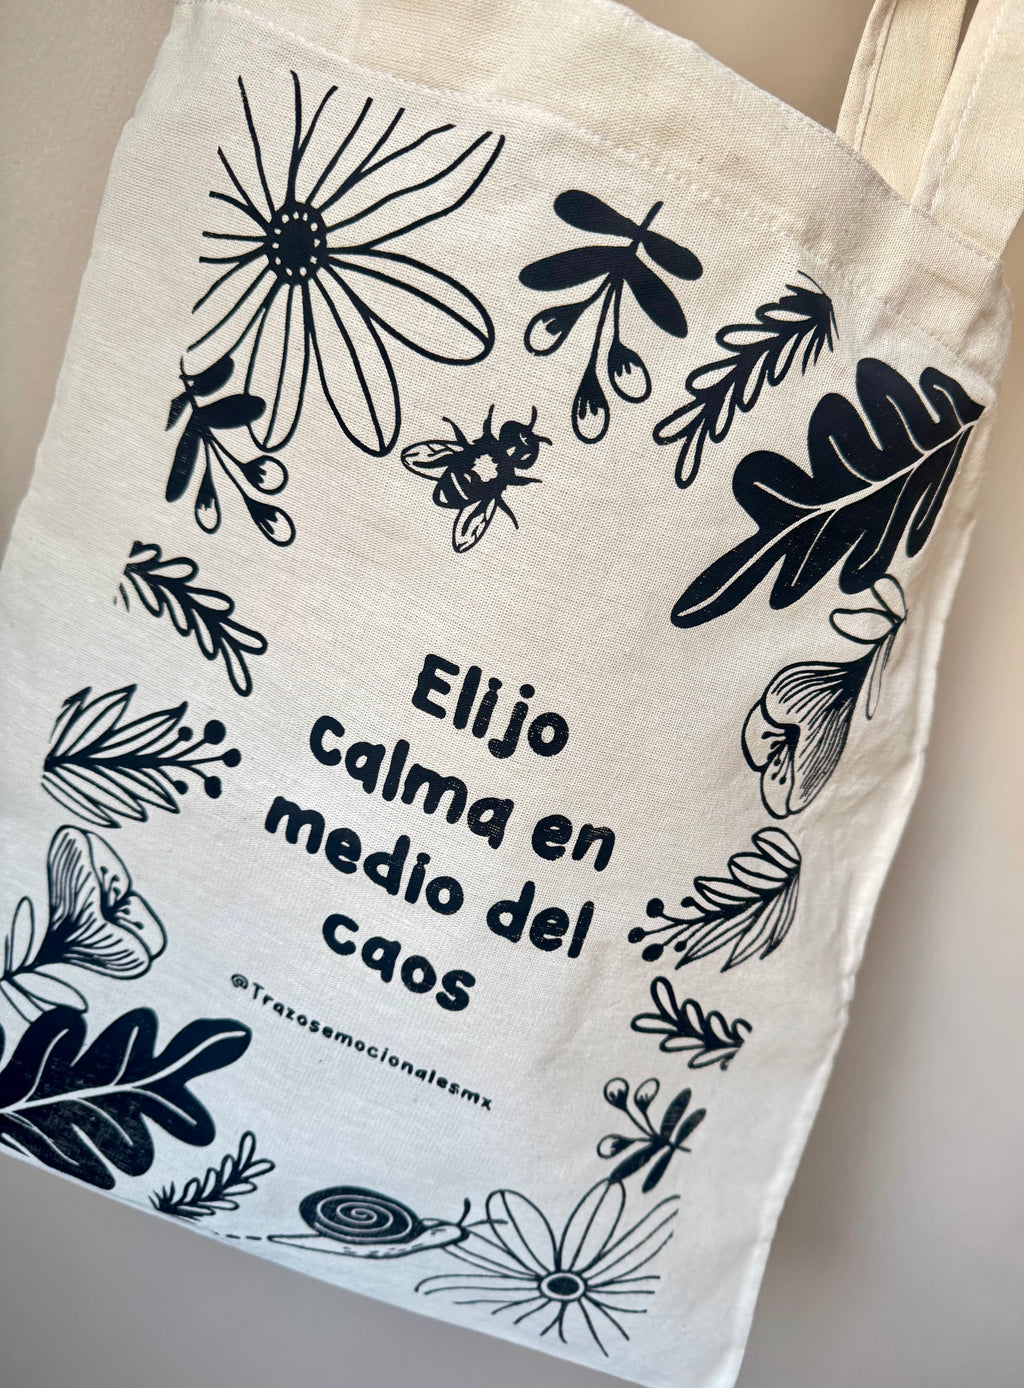 Elijo
calma en
medio del
caos
@Trazosemocionalesmx